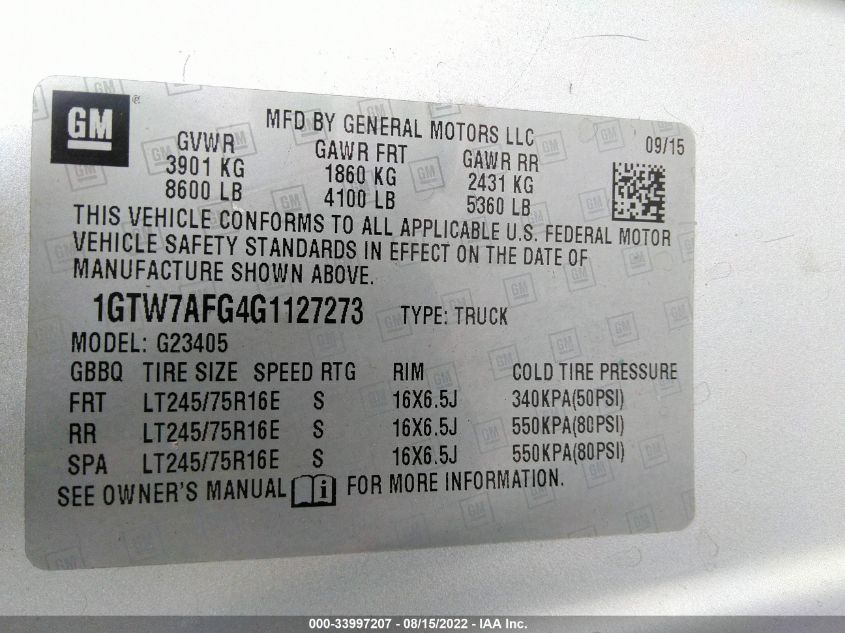 GM
MFD BY GENERAL MOTORS LLC
09/15
GVWR GAWR FRT GAWR RR
3901 KG 1860 KG 2431 KG
8600 LB 4100 LB 5360 LB
THIS VEHICLE CONFORMS TO ALL APPLICABLE U.S. FEDERAL MOTOR
VEHICLE SAFETY STANDARDS IN EFFECT ON THE DATE OF
MANUFACTURE SHOWN ABOVE.
1GTW7AFG4G1127273 TYPE: TRUCK
MODEL: G23405
GBBQ TIRE SIZE SPEED RTG RIM COLD TIRE PRESSURE
FRT LT245/75R16E S 16X6.5J 340KPA(50PSI)
RR LT245/75R16E S 16X6.5J 550KPA(80PSI)
SPA LT245/75R16E S 16X6.5J 550KPA(80PSI)
SEE OWNER'S MANUAL i FOR MORE INFORMATION.
000-33997207 - 08/15/2022 - IAA Inc.